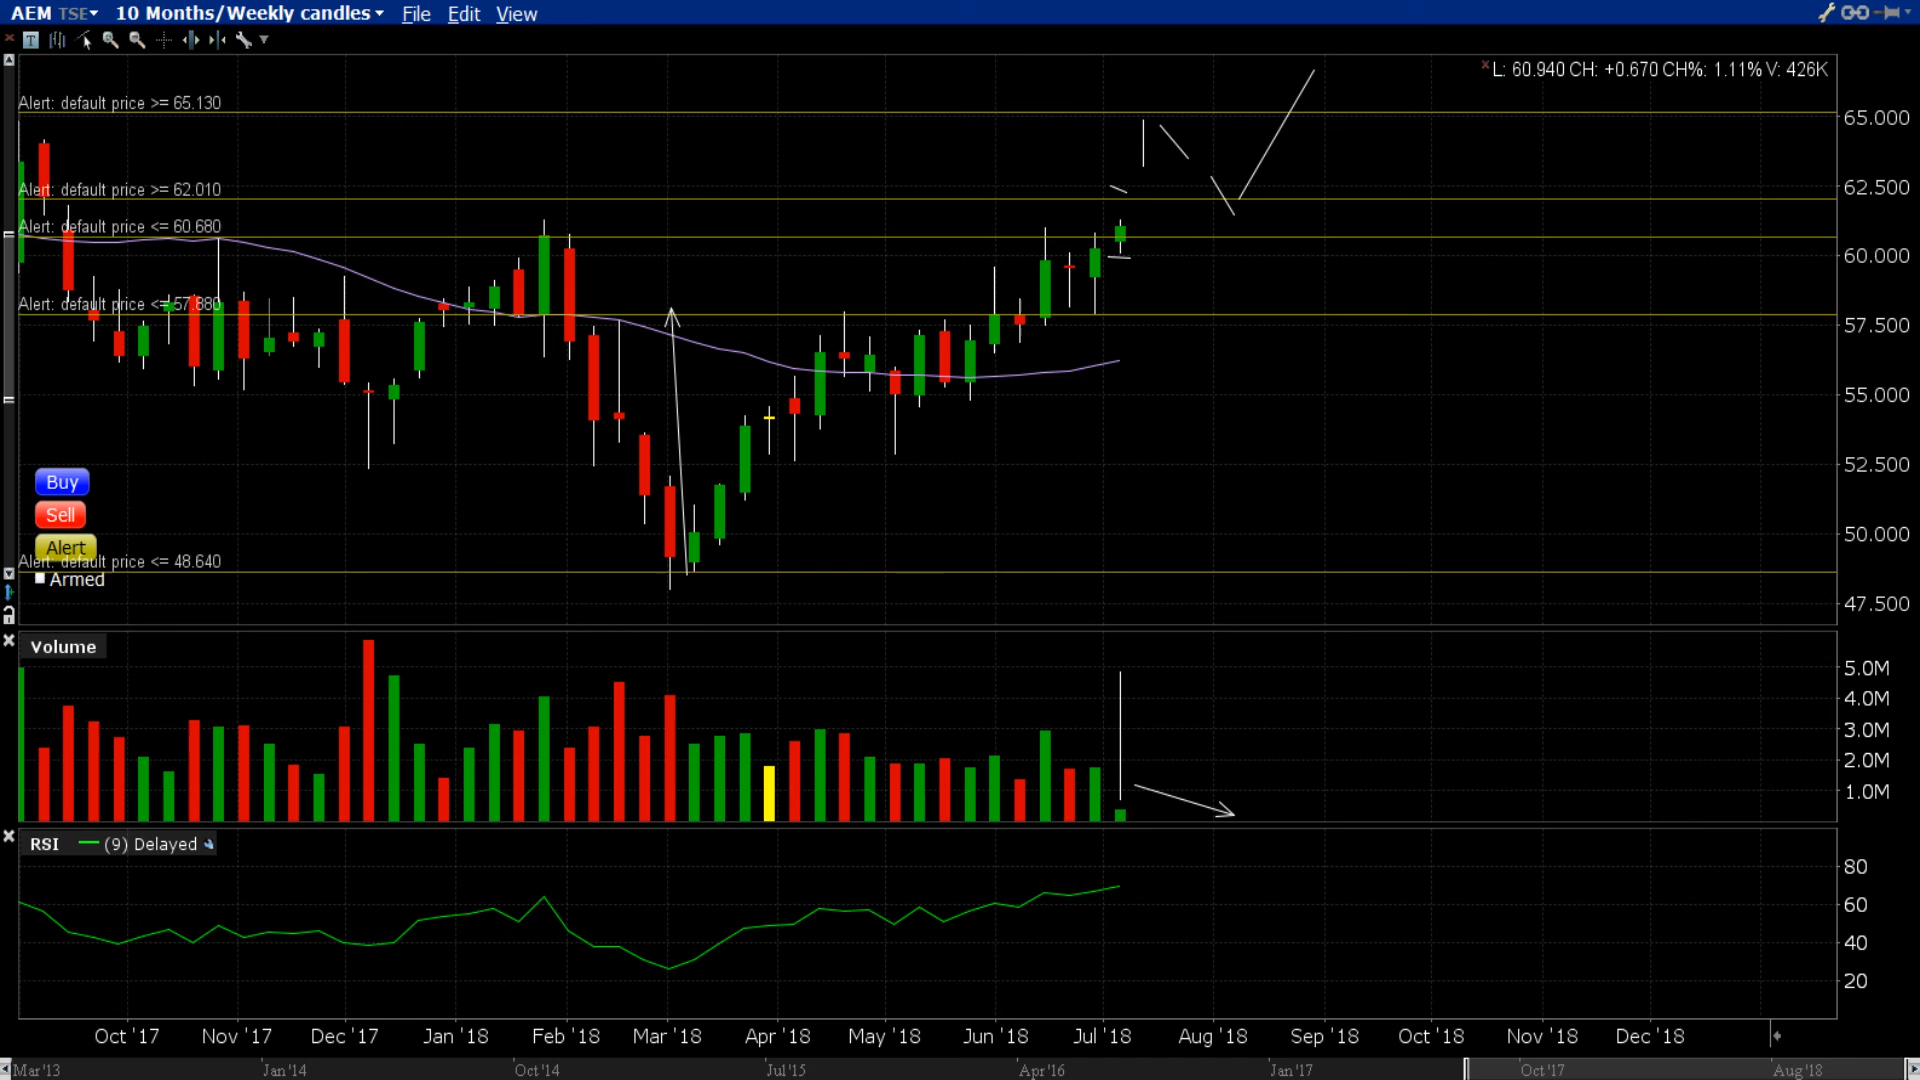 AEM TSE 10 Months/Weekly candles File Edit View
T
L: 60.940 CH: +0.670 CH%: 1.11% V: 426K
Alert: default price >= 65.130
65.000
Alert: default price >= 62.010
62.500
Alert: default price <= 60.680
60.000
Alert: default price <= 57.880
57.500
55.000
52.500
Buy
Sell
50.000
Alert
Alert: default price <= 48.640
Armed
47.500
Volume
5.0M
4.0M
3.0M
2.0M
1.0M
RSI (9) Delayed
80
60
40
20
Oct '17 Nov '17 Dec '17 Jan '18 Feb '18 Mar '18 Apr '18 May '18 Jun '18 Jul '18 Aug '18 Sep '18 Oct '18 Nov '18 Dec '18
Mar'13 Jan'14 Oct'14 Jul'15 Apr'16 Jan'17 Oct'17 Aug'18